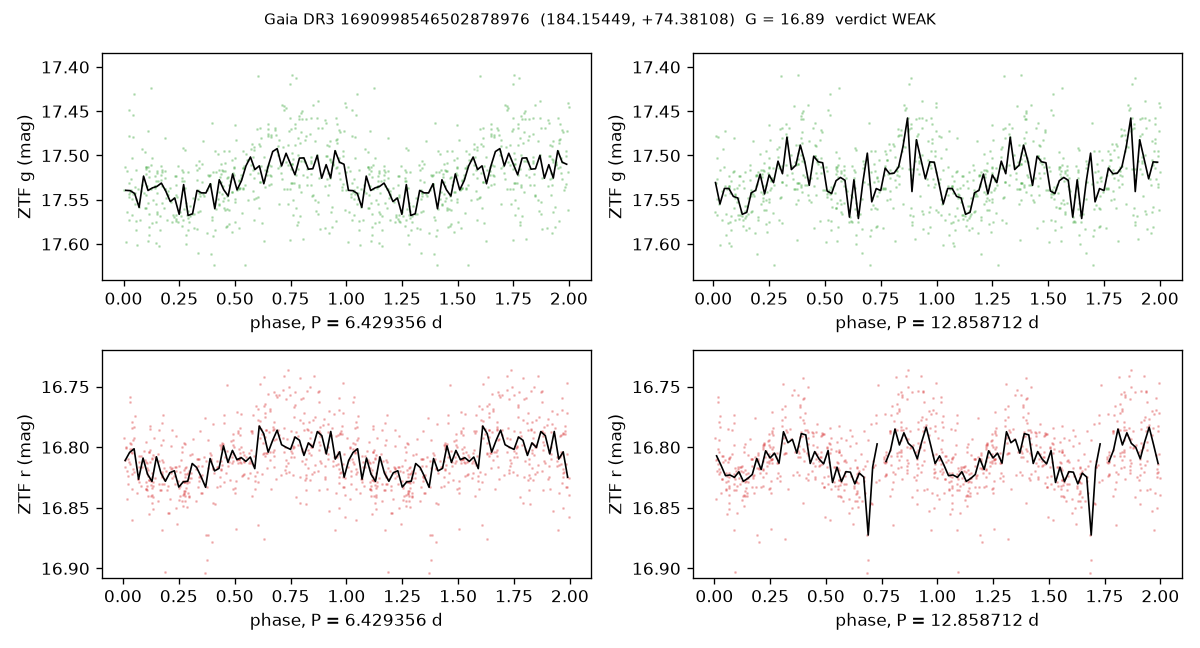 Gaia DR3 1690998546502878976  (184.15449, +74.38108)  G = 16.89  verdict WEAK
17.40
17.45
17.50
17.55
17.60
ZTF g (mag)
0.00 0.25 0.50 0.75 1.00 1.25 1.50 1.75 2.00
phase, P = 6.429356 d
17.40
17.45
17.50
17.55
17.60
ZTF g (mag)
0.00 0.25 0.50 0.75 1.00 1.25 1.50 1.75 2.00
phase, P = 12.858712 d
16.75
16.80
16.85
16.90
ZTF r (mag)
0.00 0.25 0.50 0.75 1.00 1.25 1.50 1.75 2.00
phase, P = 6.429356 d
16.75
16.80
16.85
16.90
ZTF r (mag)
0.00 0.25 0.50 0.75 1.00 1.25 1.50 1.75 2.00
phase, P = 12.858712 d